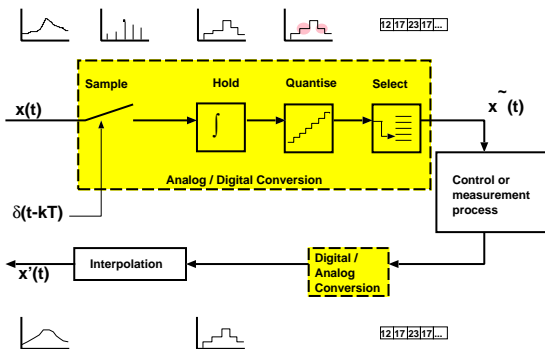 12 17 23 17 ...
Sample
Hold
Quantise
Select
x(t)
∫
x̃(t)
Analog / Digital Conversion
δ(t-kT)
Control or
measurement
process
Interpolation
Digital /
Analog
Conversion
x'(t)
12 17 23 17 ...